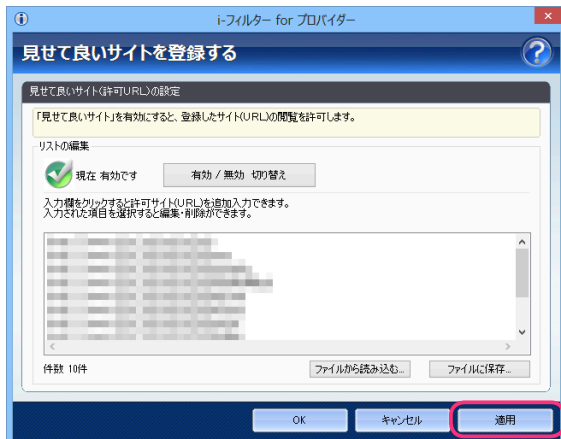 i-フィルター for プロバイダー
見せて良いサイトを登録する
見せて良いサイト(許可URL)の設定
「見せて良いサイト」を有効にすると、登録したサイト(URL)の閲覧を許可します。
リストの編集
現在 有効です
有効 / 無効 切り替え
入力欄をクリックすると許可サイト(URL)を追加入力できます。
入力された項目を選択すると編集・削除ができます。
件数 10件
ファイルから読み込む...
ファイルに保存...
OK
キャンセル
適用